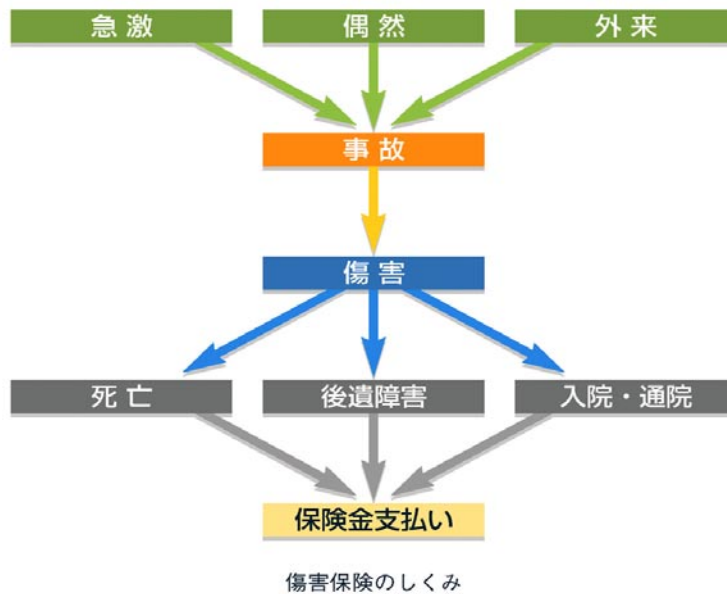 急激
偶然
外来
事故
傷害
死亡
後遺障害
入院・通院
保険金支払い
傷害保険のしくみ